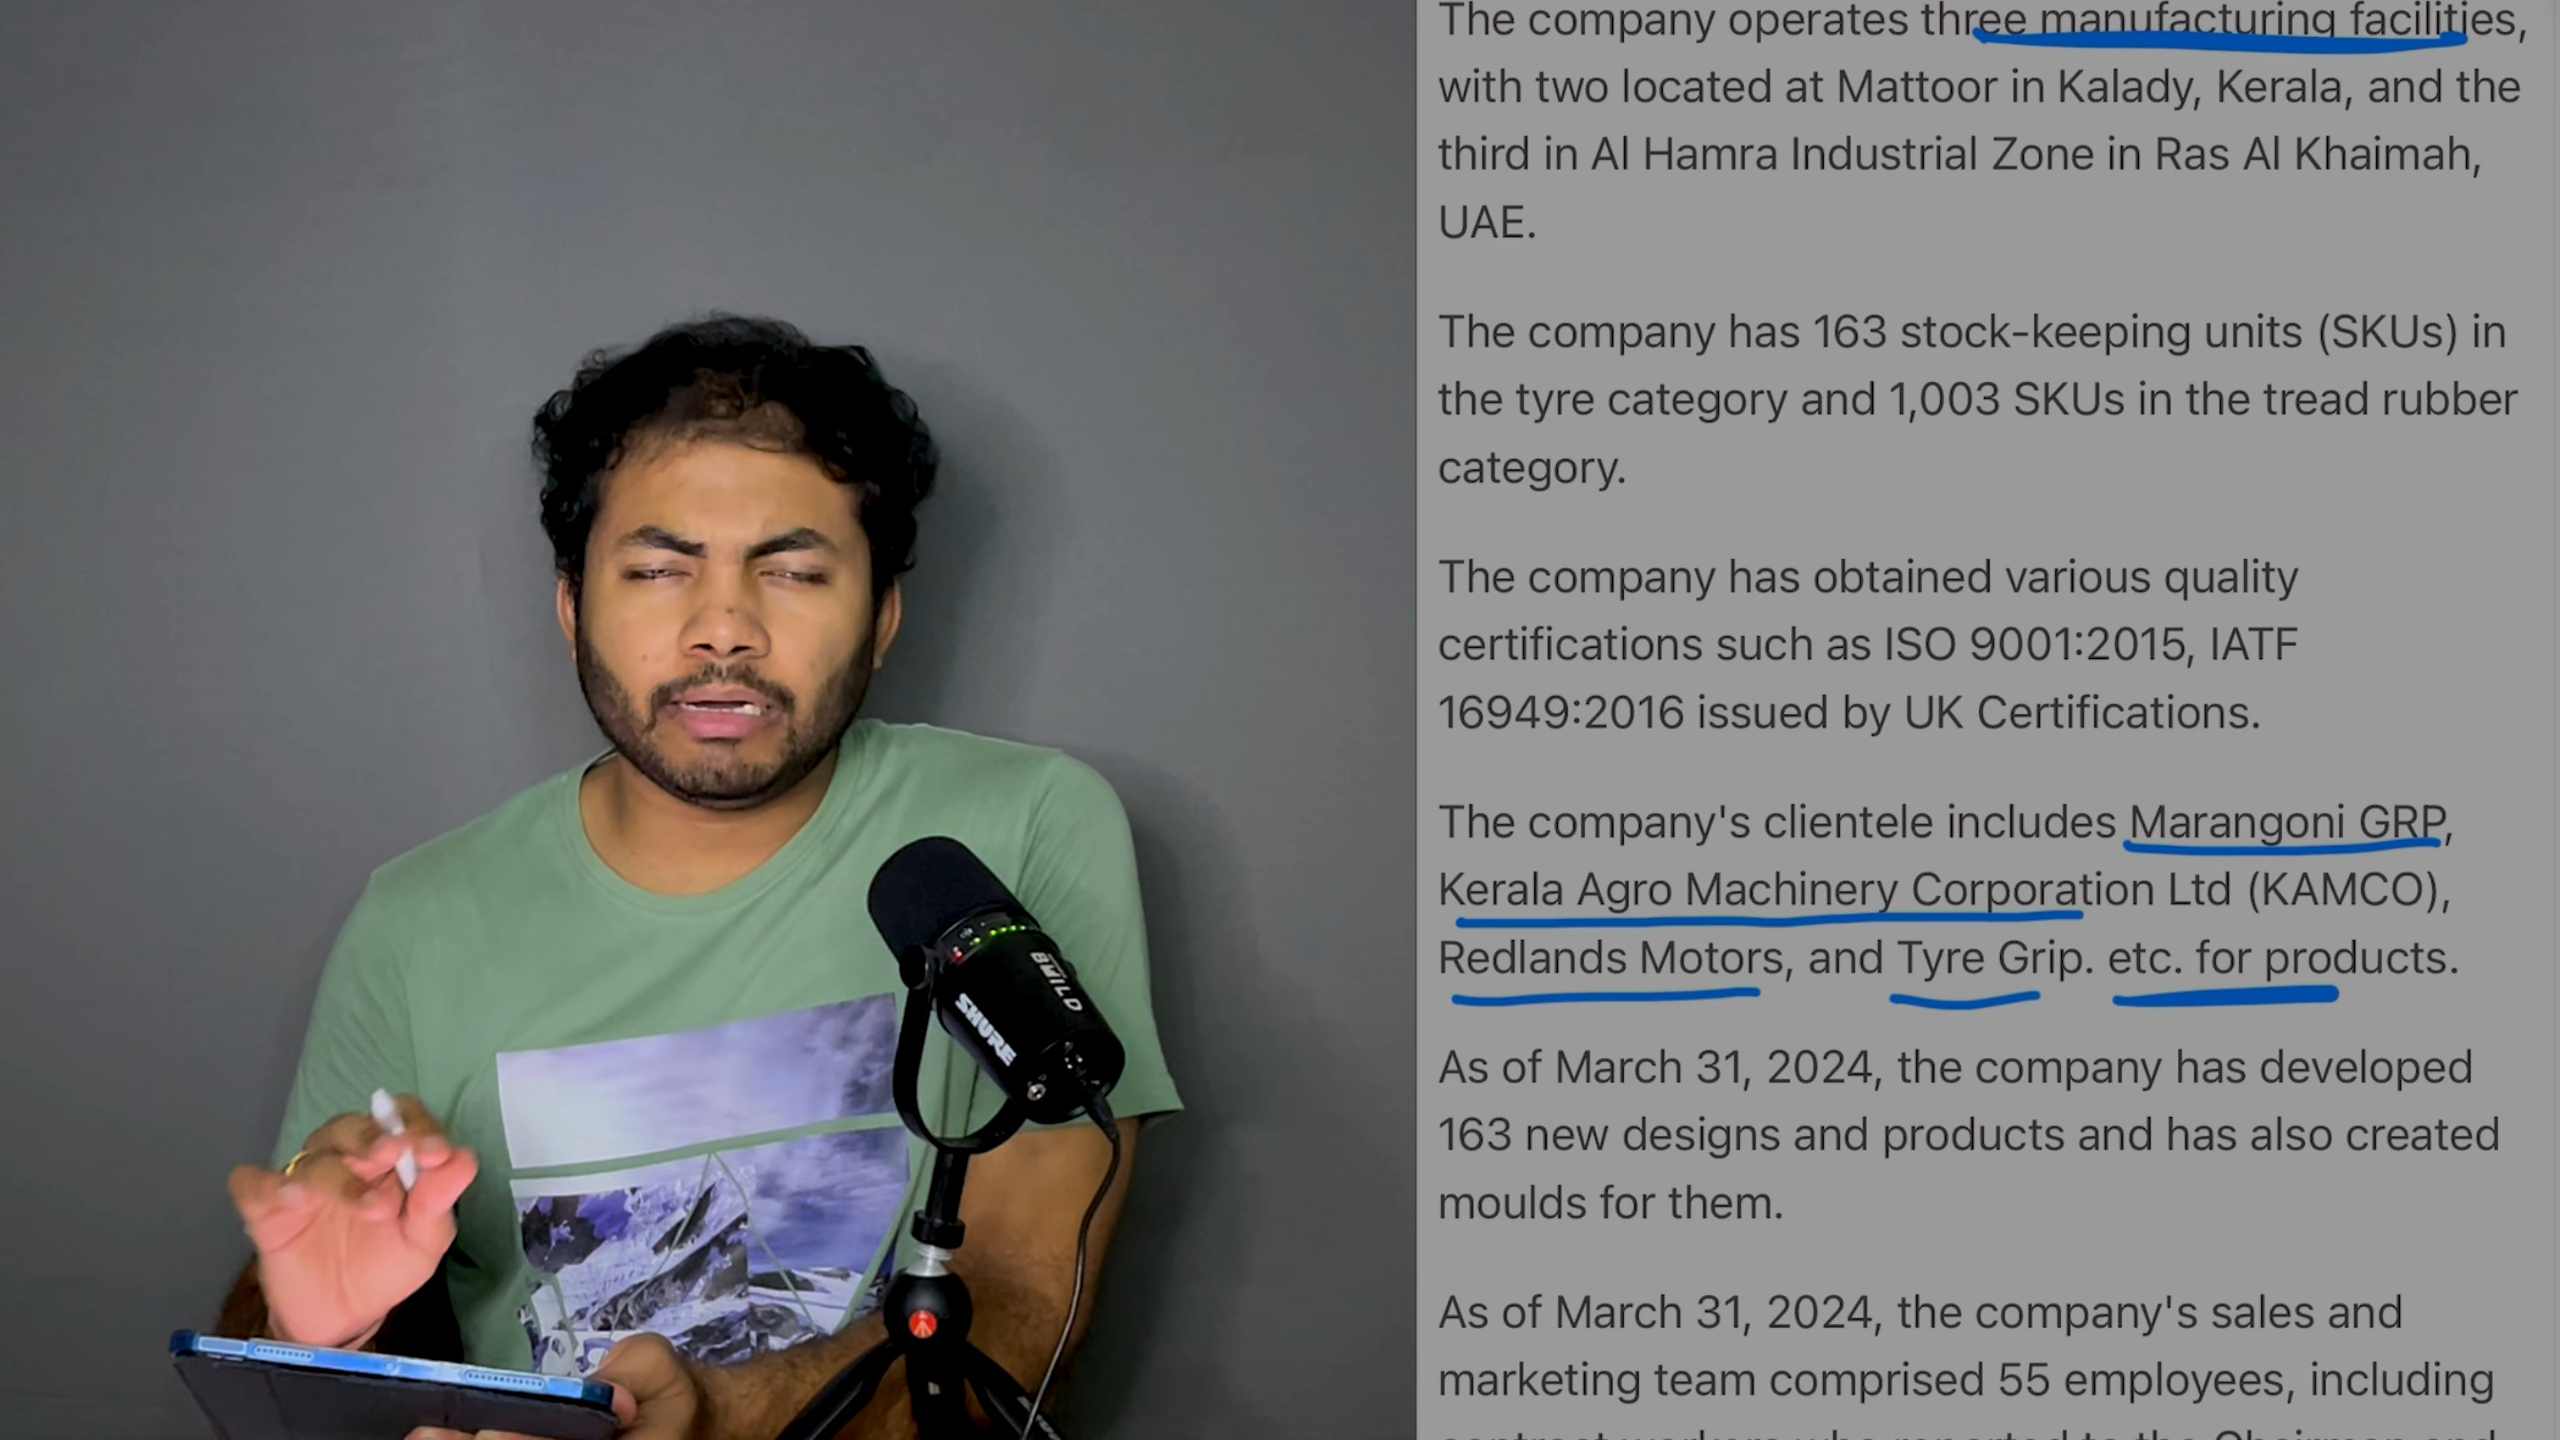 The company operates three manufacturing facilities,
with two located at Mattoor in Kalady, Kerala, and the
third in Al Hamra Industrial Zone in Ras Al Khaimah,
UAE.
The company has 163 stock-keeping units (SKUs) in
the tyre category and 1,003 SKUs in the tread rubber
category.
The company has obtained various quality
certifications such as ISO 9001:2015, IATF
16949:2016 issued by UK Certifications.
The company's clientele includes Marangoni GRP,
Kerala Agro Machinery Corporation Ltd (KAMCO),
Redlands Motors, and Tyre Grip. etc. for products.
As of March 31, 2024, the company has developed
163 new designs and products and has also created
moulds for them.
As of March 31, 2024, the company's sales and
marketing team comprised 55 employees, including
SHURE